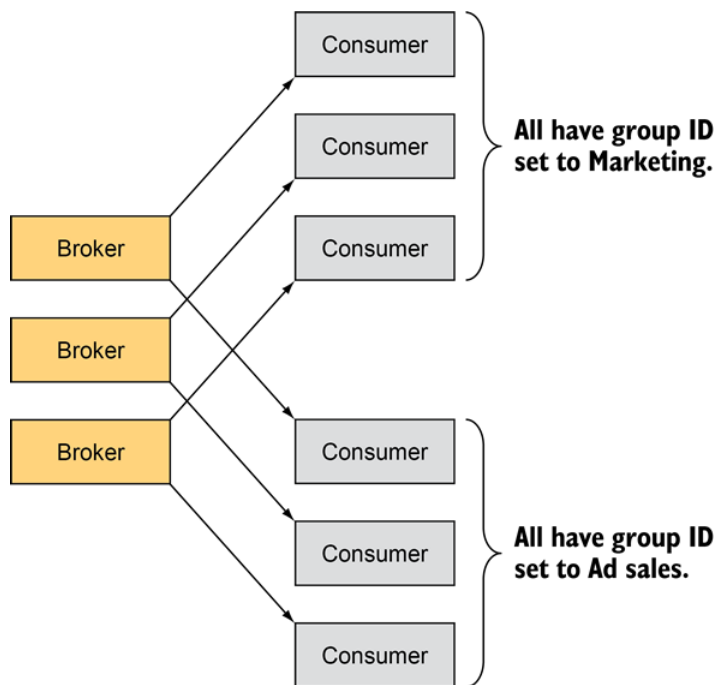 Consumer
Consumer
Consumer
All have group ID
set to Marketing.
Broker
Broker
Broker
Consumer
Consumer
Consumer
All have group ID
set to Ad sales.